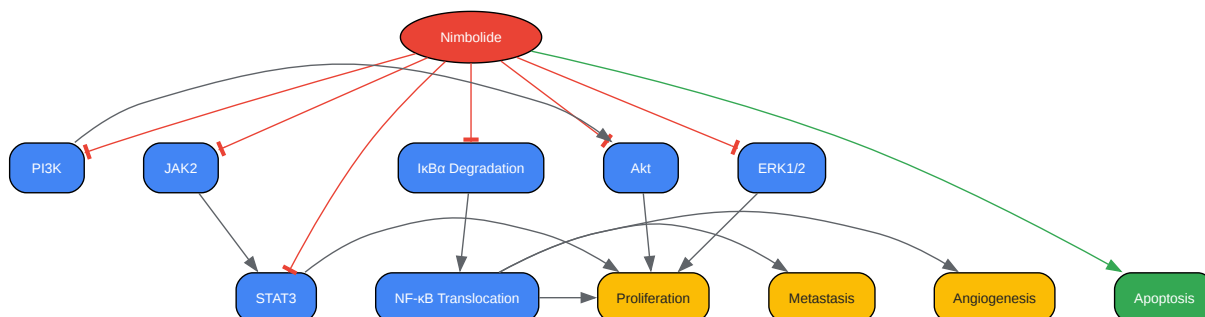 Nimbolide
PI3K
JAK2
IκBα Degradation
Akt
ERK1/2
STAT3
NF-κB Translocation
Proliferation
Metastasis
Angiogenesis
Apoptosis